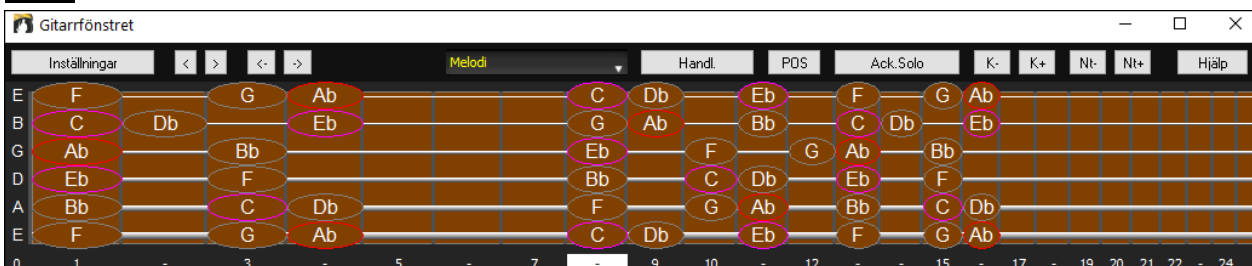 Gitarrfönstret
Inställningar < > <- -> Melodi Handl. POS Ack.Solo K- K+ Nt- Nt+ Hjälp
E F G Ab C Db Eb F G Ab
B C Db Eb G Ab Bb C Db Eb
G Ab Bb Eb F G Ab Bb
D Eb F Bb C Db Eb F
A Bb C Db F G Ab Bb C Db
E F G Ab C Db Eb F G Ab
0 1 - 3 - 5 - 7 - 9 10 - 12 - - 15 - 17 - 19 20 21 22 - 24